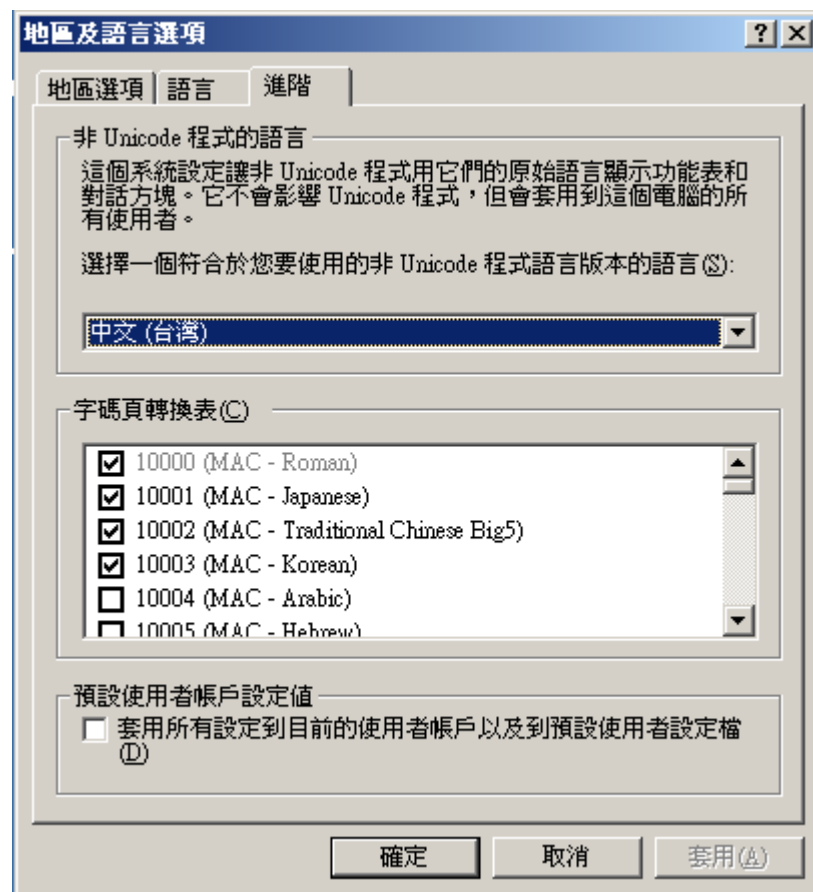 地區及語言選項
地區選項 語言 進階
非 Unicode 程式的語言
這個系統設定讓非 Unicode 程式用它們的原始語言顯示功能表和
對話方塊。它不會影響 Unicode 程式，但會套用到這個電腦的所
有使用者。
選擇一個符合於您要使用的非 Unicode 程式語言版本的語言(S):
中文 (台灣)
字碼頁轉換表(C)
10000 (MAC - Roman)
10001 (MAC - Japanese)
10002 (MAC - Traditional Chinese Big5)
10003 (MAC - Korean)
10004 (MAC - Arabic)
10005 (MAC - Hebrew)
預設使用者帳戶設定值
套用所有設定到目前的使用者帳戶以及到預設使用者設定檔
(D)
確定 取消 套用(A)